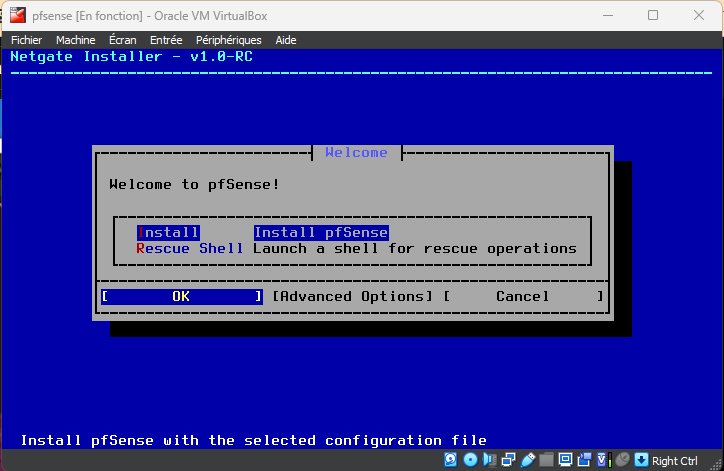 pfsense [En fonction] - Oracle VM VirtualBox
Fichier Machine Écran Entrée Périphériques Aide
Netgate Installer - v1.0-RC
Welcome
Welcome to pfSense!
Install Install pfSense
Rescue Shell Launch a shell for rescue operations
[ OK ] [Advanced Options] [ Cancel ]
Install pfSense with the selected configuration file
Right Ctrl